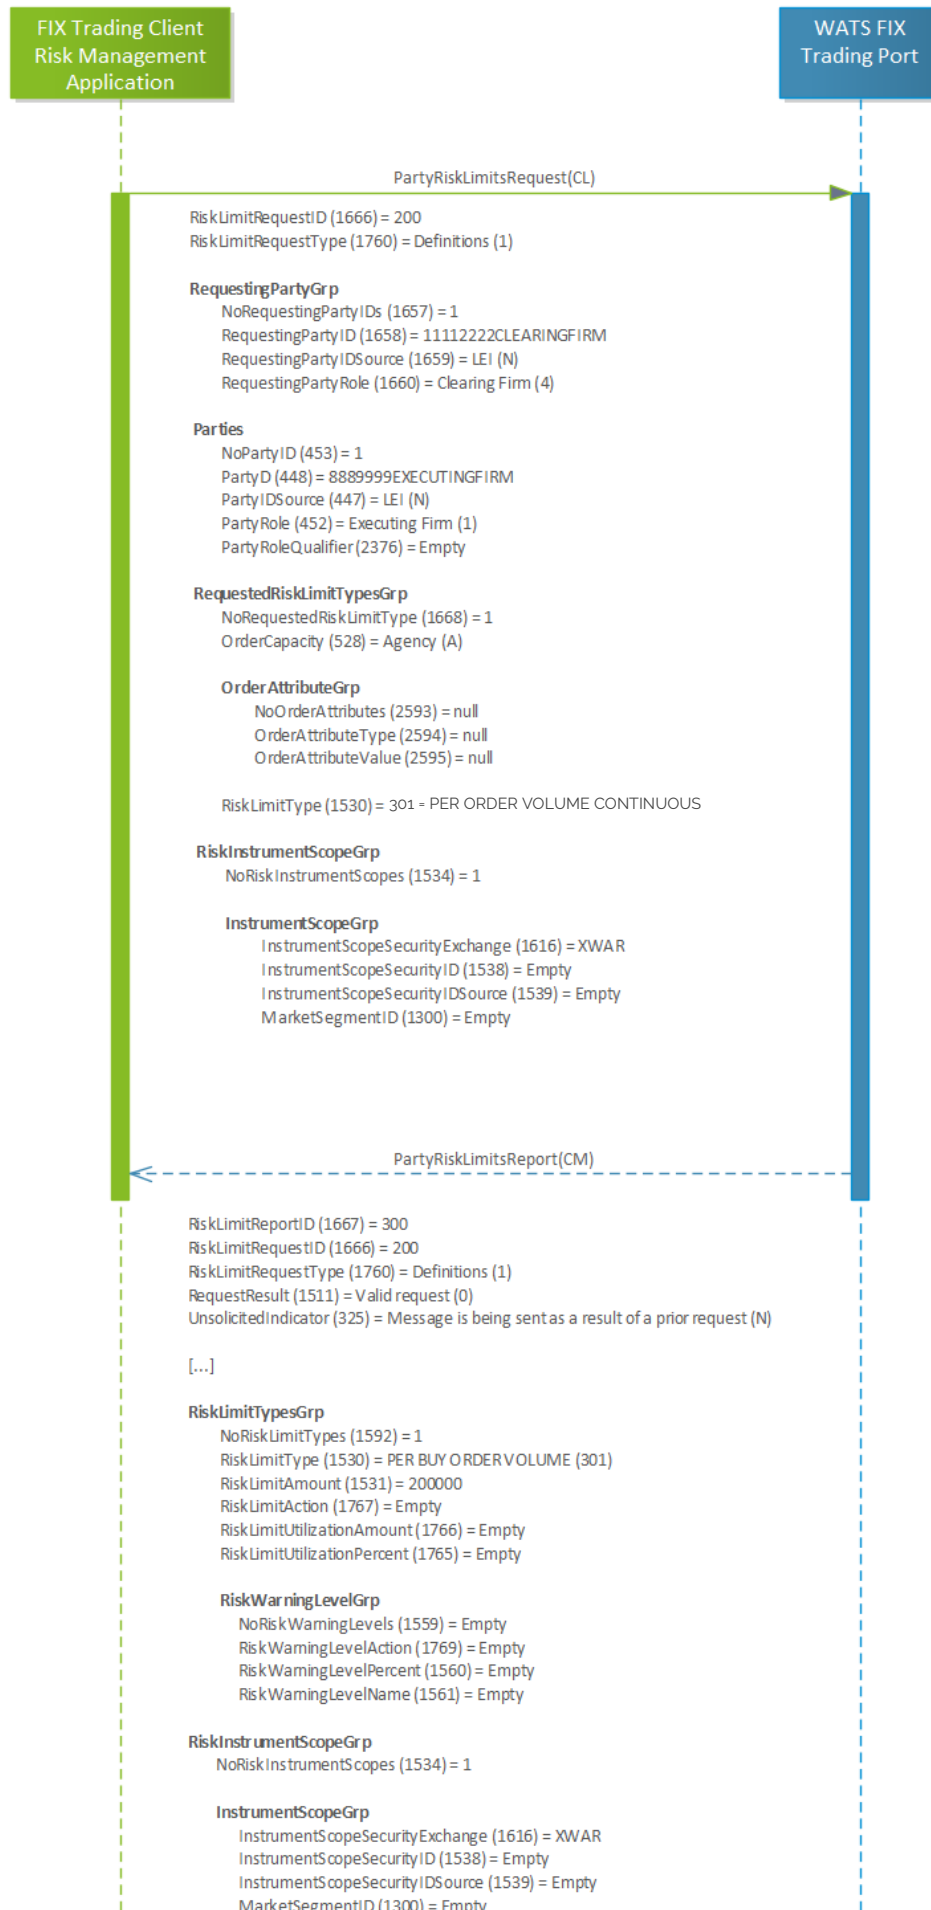 FIX Trading Client
Risk Management
Application
WATS FIX
Trading Port
PartyRiskLimitsRequest(CL)
RiskLimitRequestID (1666) = 200
RiskLimitRequestType (1760) = Definitions (1)
RequestingPartyGrp
NoRequestingPartyIDs (1657) = 1
RequestingPartyID (1658) = 11112222CLEARINGFIRM
RequestingPartyIDSource (1659) = LEI (N)
RequestingPartyRole (1660) = Clearing Firm (4)
Parties
NoPartyID (453) = 1
PartyD (448) = 8889999EXECUTINGFIRM
PartyIDSource (447) = LEI (N)
PartyRole (452) = Executing Firm (1)
PartyRoleQualifier (2376) = Empty
RequestedRiskLimitTypesGrp
NoRequestedRiskLimitType (1668) = 1
OrderCapacity (528) = Agency (A)
OrderAttributeGrp
NoOrderAttributes (2593) = null
OrderAttributeType (2594) = null
OrderAttributeValue (2595) = null
RiskLimitType (1530) = 301 = PER ORDER VOLUME CONTINUOUS
RiskInstrumentScopeGrp
NoRiskInstrumentScopes (1534) = 1
InstrumentScopeGrp
InstrumentScopeSecurityExchange (1616) = XWAR
InstrumentScopeSecurityID (1538) = Empty
InstrumentScopeSecurityIDSource (1539) = Empty
MarketSegmentID (1300) = Empty
PartyRiskLimitsReport(CM)
RiskLimitReportID (1667) = 300
RiskLimitRequestID (1666) = 200
RiskLimitRequestType (1760) = Definitions (1)
RequestResult (1511) = Valid request (0)
UnsolicitedIndicator (325) = Message is being sent as a result of a prior request (N)
[...]
RiskLimitTypesGrp
NoRiskLimitTypes (1592) = 1
RiskLimitType (1530) = PER BUY ORDER VOLUME (301)
RiskLimitAmount (1531) = 200000
RiskLimitAction (1767) = Empty
RiskLimitUtilizationAmount (1766) = Empty
RiskLimitUtilizationPercent (1765) = Empty
RiskWarningLevelGrp
NoRiskWarningLevels (1559) = Empty
RiskWarningLevelAction (1769) = Empty
RiskWarningLevelPercent (1560) = Empty
RiskWarningLevelName (1561) = Empty
RiskInstrumentScopeGrp
NoRiskInstrumentScopes (1534) = 1
InstrumentScopeGrp
InstrumentScopeSecurityExchange (1616) = XWAR
InstrumentScopeSecurityID (1538) = Empty
InstrumentScopeSecurityIDSource (1539) = Empty
MarketSegmentID (1300) = Empty